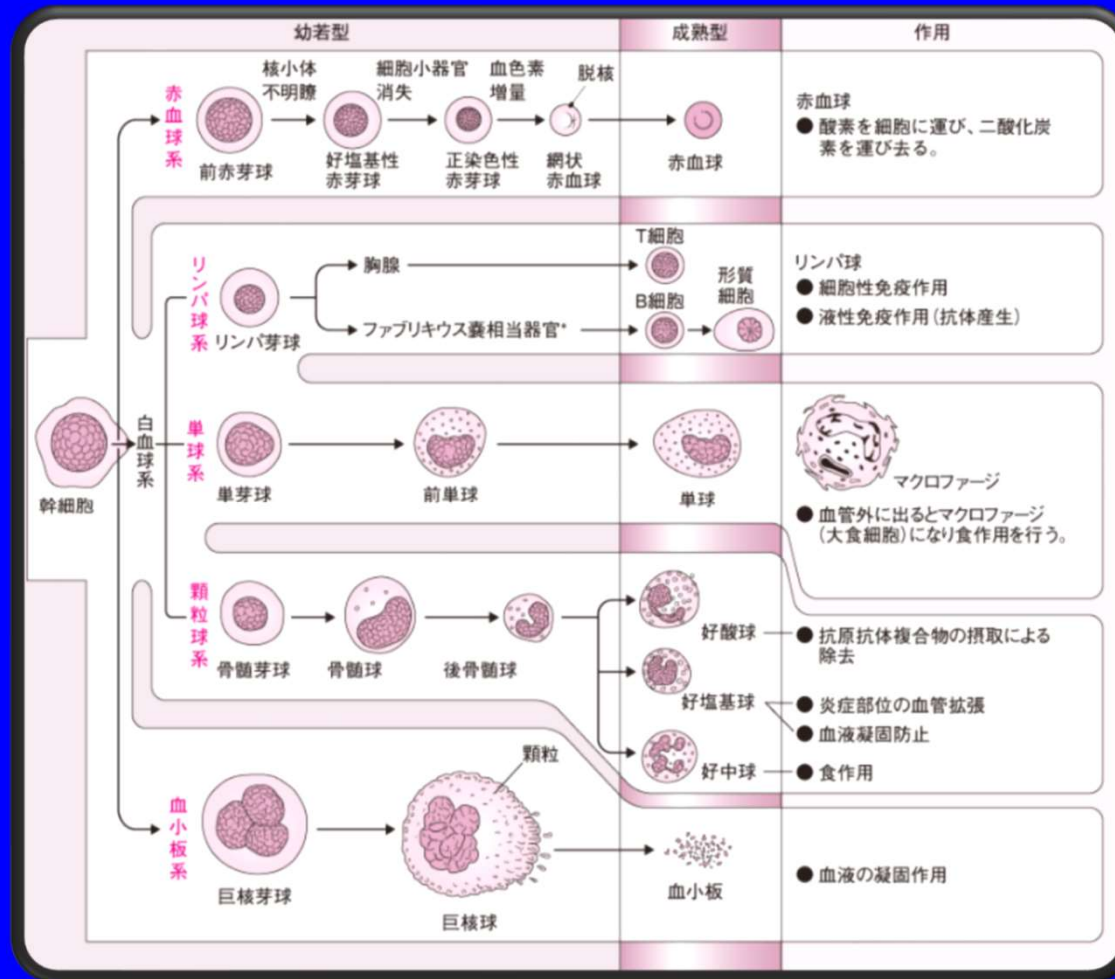 幼若型
成熟型
作用
赤血球系
核小体
不明瞭
細胞小器官
消失
血色素
増量
脱核
前赤芽球
好塩基性
赤芽球
正染色性
赤芽球
網状
赤血球
赤血球
赤血球
● 酸素を細胞に運び、二酸化炭
素を運び去る。
リンパ球系
リンパ芽球
胸腺
ファブリキウス嚢相当器官*
T細胞
B細胞
形質
細胞
リンパ球
● 細胞性免疫作用
● 液性免疫作用(抗体産生)
幹細胞
白血球系
単球系
単芽球
前単球
単球
マクロファージ
● 血管外に出るとマクロファージ
(大食細胞)になり食作用を行う。
顆粒球系
骨髄芽球
骨髄球
後骨髄球
好酸球
● 抗原抗体複合物の摂取による
除去
好塩基球
● 炎症部位の血管拡張
● 血液凝固防止
好中球
● 食作用
血小板系
巨核芽球
顆粒
巨核球
血小板
● 血液の凝固作用